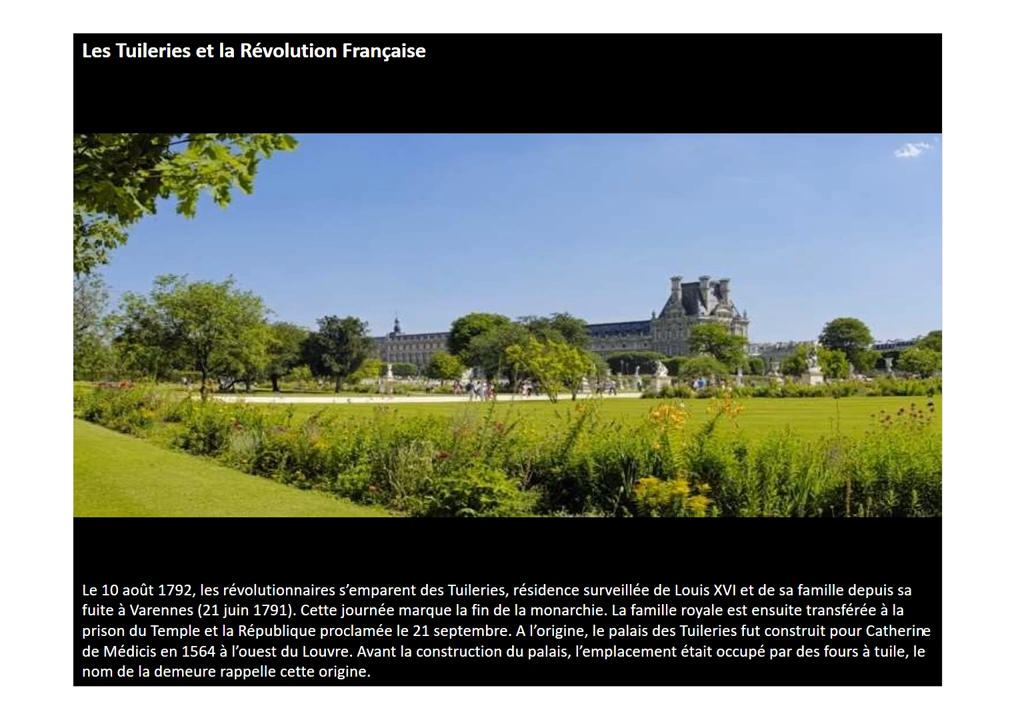 Les Tuileries et la Révolution Française
Le 10 août 1792, les révolutionnaires s’emparent des Tuileries, résidence surveillée de Louis XVI et de sa famille depuis sa
fuite à Varennes (21 juin 1791). Cette journée marque la fin de la monarchie. La famille royale est ensuite transférée à la
prison du Temple et la République proclamée le 21 septembre. A l’origine, le palais des Tuileries fut construit pour Catherine
de Médicis en 1564 à l’ouest du Louvre. Avant la construction du palais, l’emplacement était occupé par des fours à tuile, le
nom de la demeure rappelle cette origine.